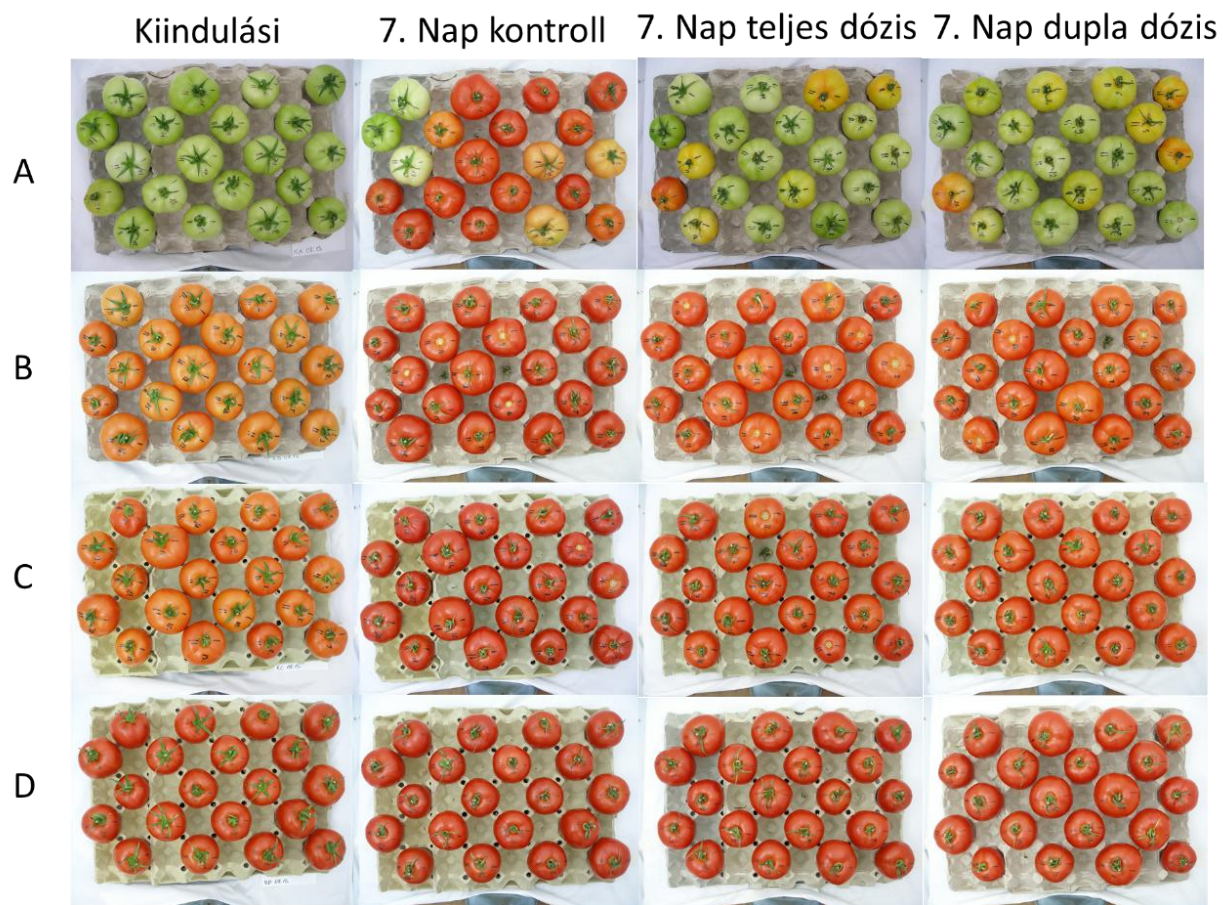 Kiindulási
7. Nap kontroll
7. Nap teljes dózis
7. Nap dupla dózis
A
B
C
D